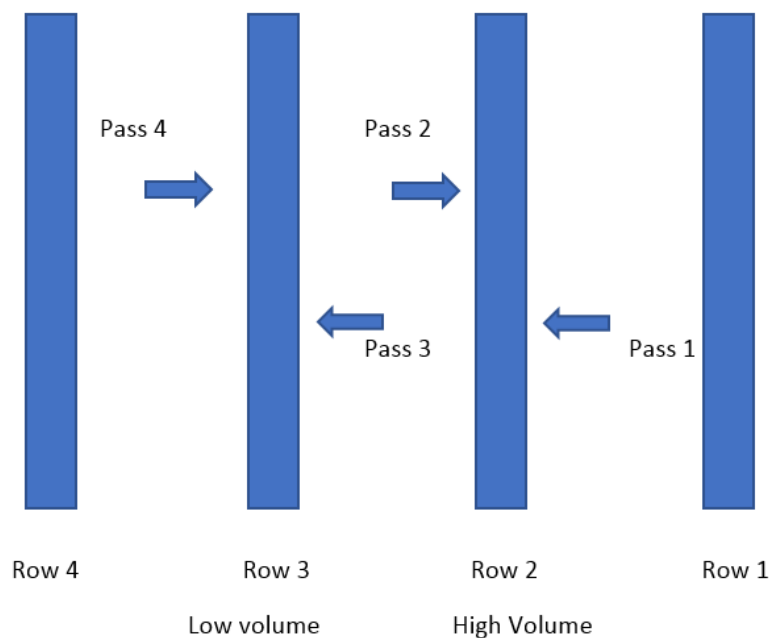 Pass 4
Pass 2
Pass 3
Pass 1
Row 4
Row 3
Row 2
Row 1
Low volume
High Volume